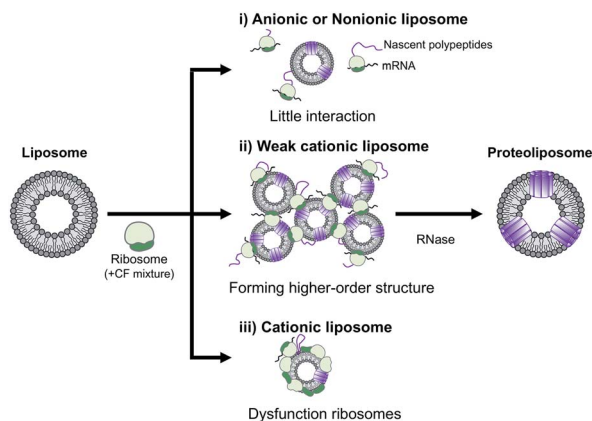 i) Anionic or Nonionic liposome
Nascent polypeptides
mRNA
Little interaction
Liposome
ii) Weak cationic liposome
Proteoliposome
Ribosome
(+CF mixture)
RNase
Forming higher-order structure
iii) Cationic liposome
Dysfunction ribosomes